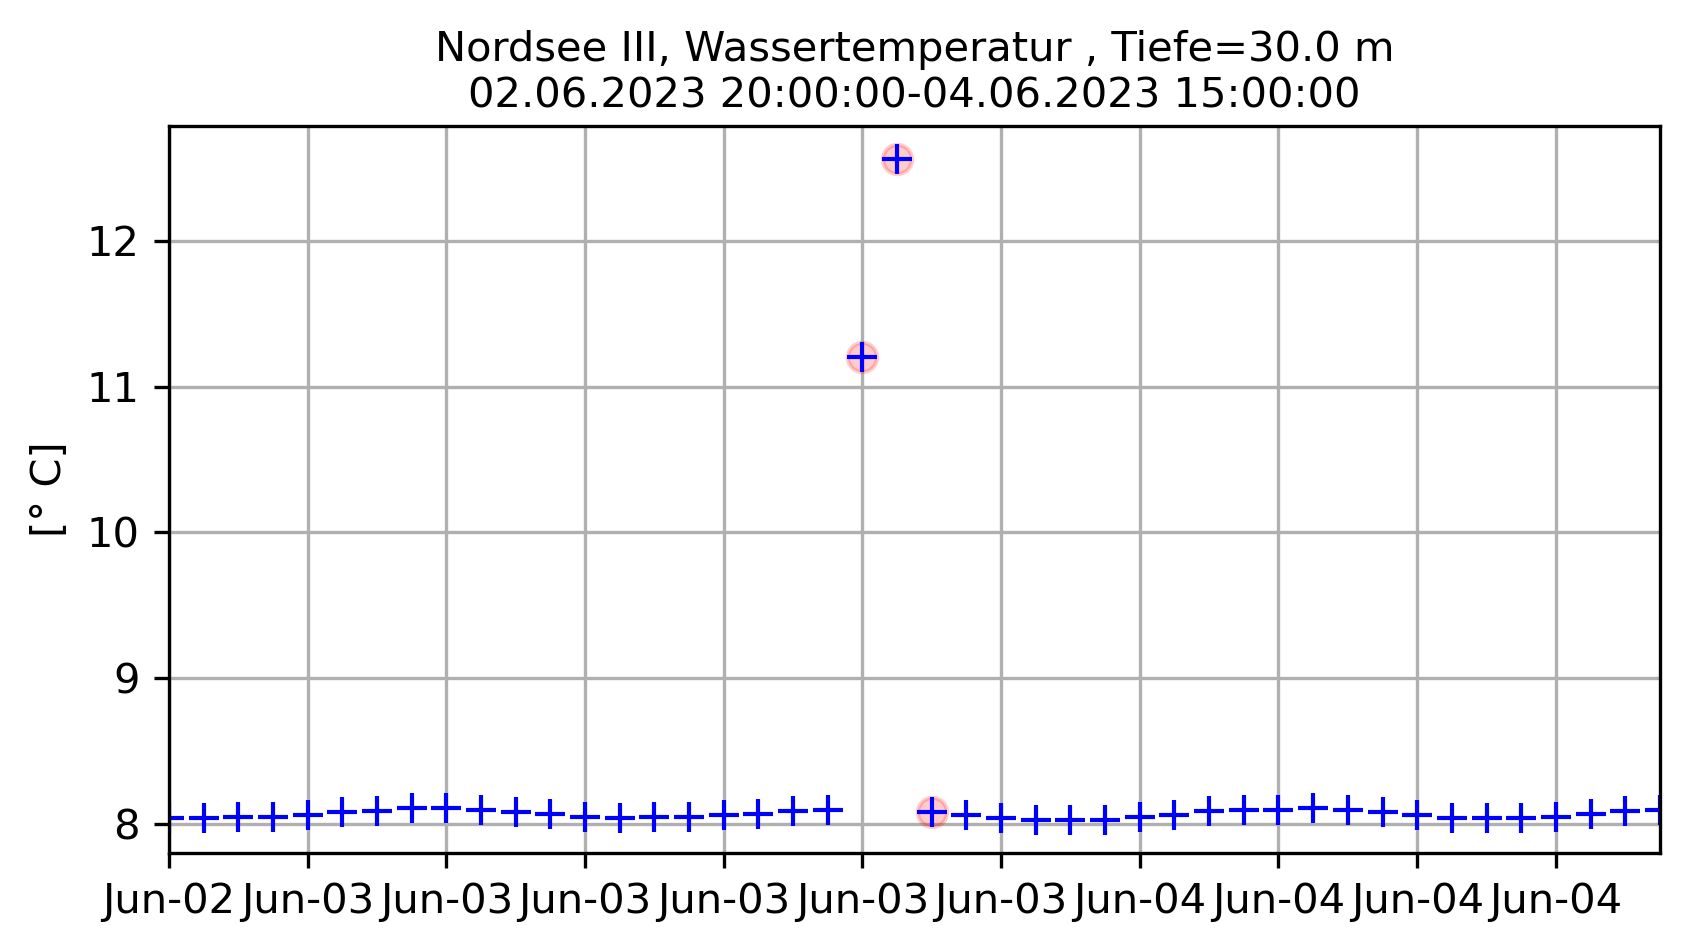 Nordsee III, Wassertemperatur , Tiefe=30.0 m
02.06.2023 20:00:00-04.06.2023 15:00:00
12
11
10
9
8
[° C]
Jun-02 Jun-03 Jun-03 Jun-03 Jun-03 Jun-03 Jun-03 Jun-04 Jun-04 Jun-04 Jun-04